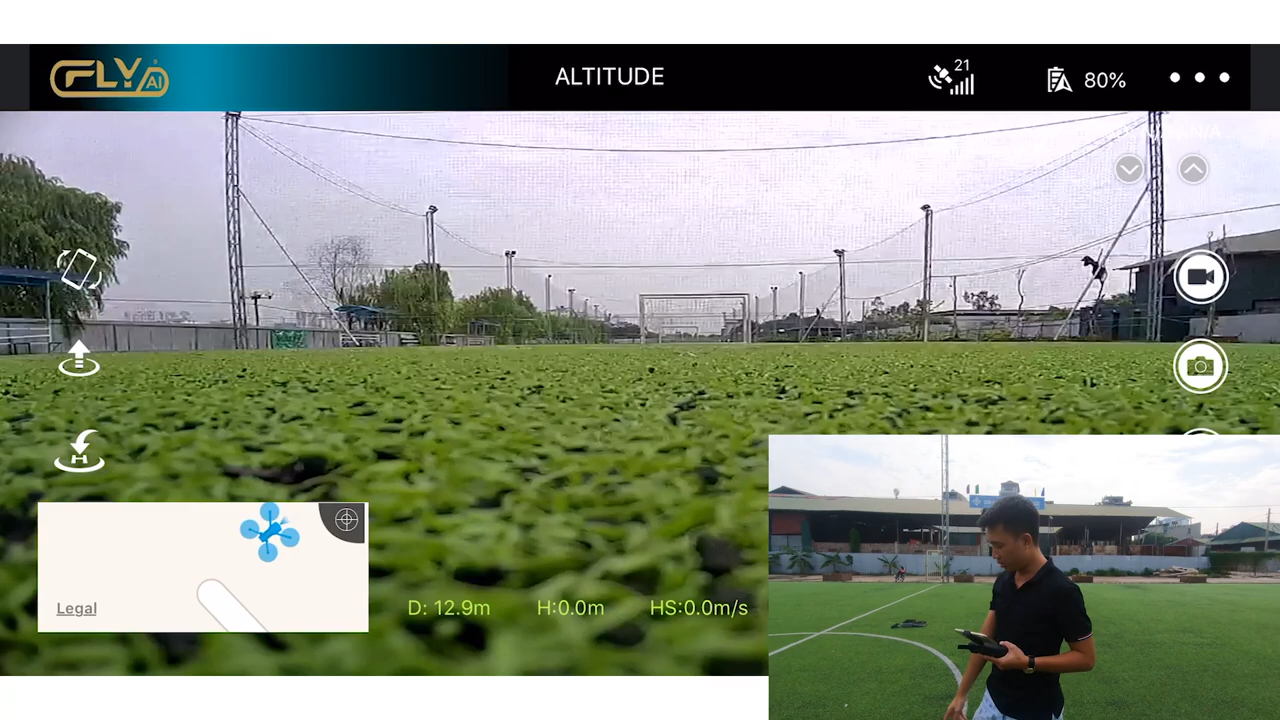 CFLY AI
ALTITUDE
21
80%
N/A
Legal
D: 12.9m
H:0.0m
HS:0.0m/s